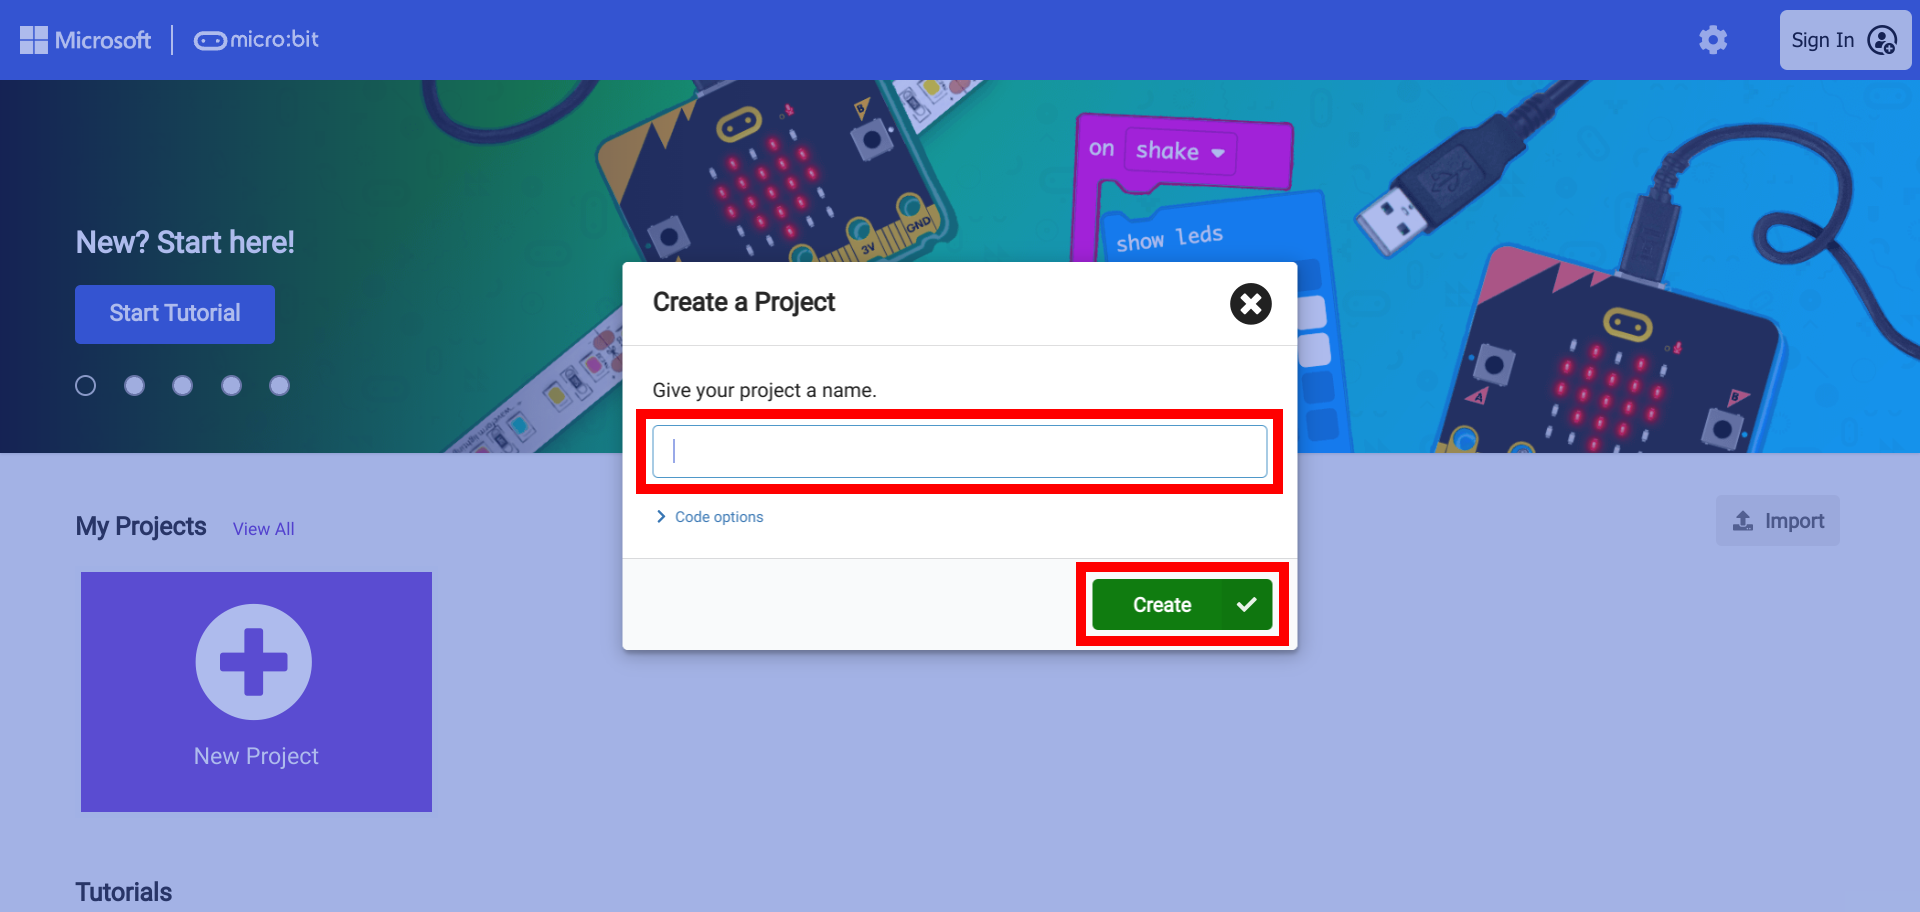 Microsoft
micro:bit
Sign In
on shake
show leds
B
3V
GND
A
B
New? Start here!
Start Tutorial
Create a Project
Give your project a name.
Code options
Create
My Projects View All
Import
New Project
Tutorials